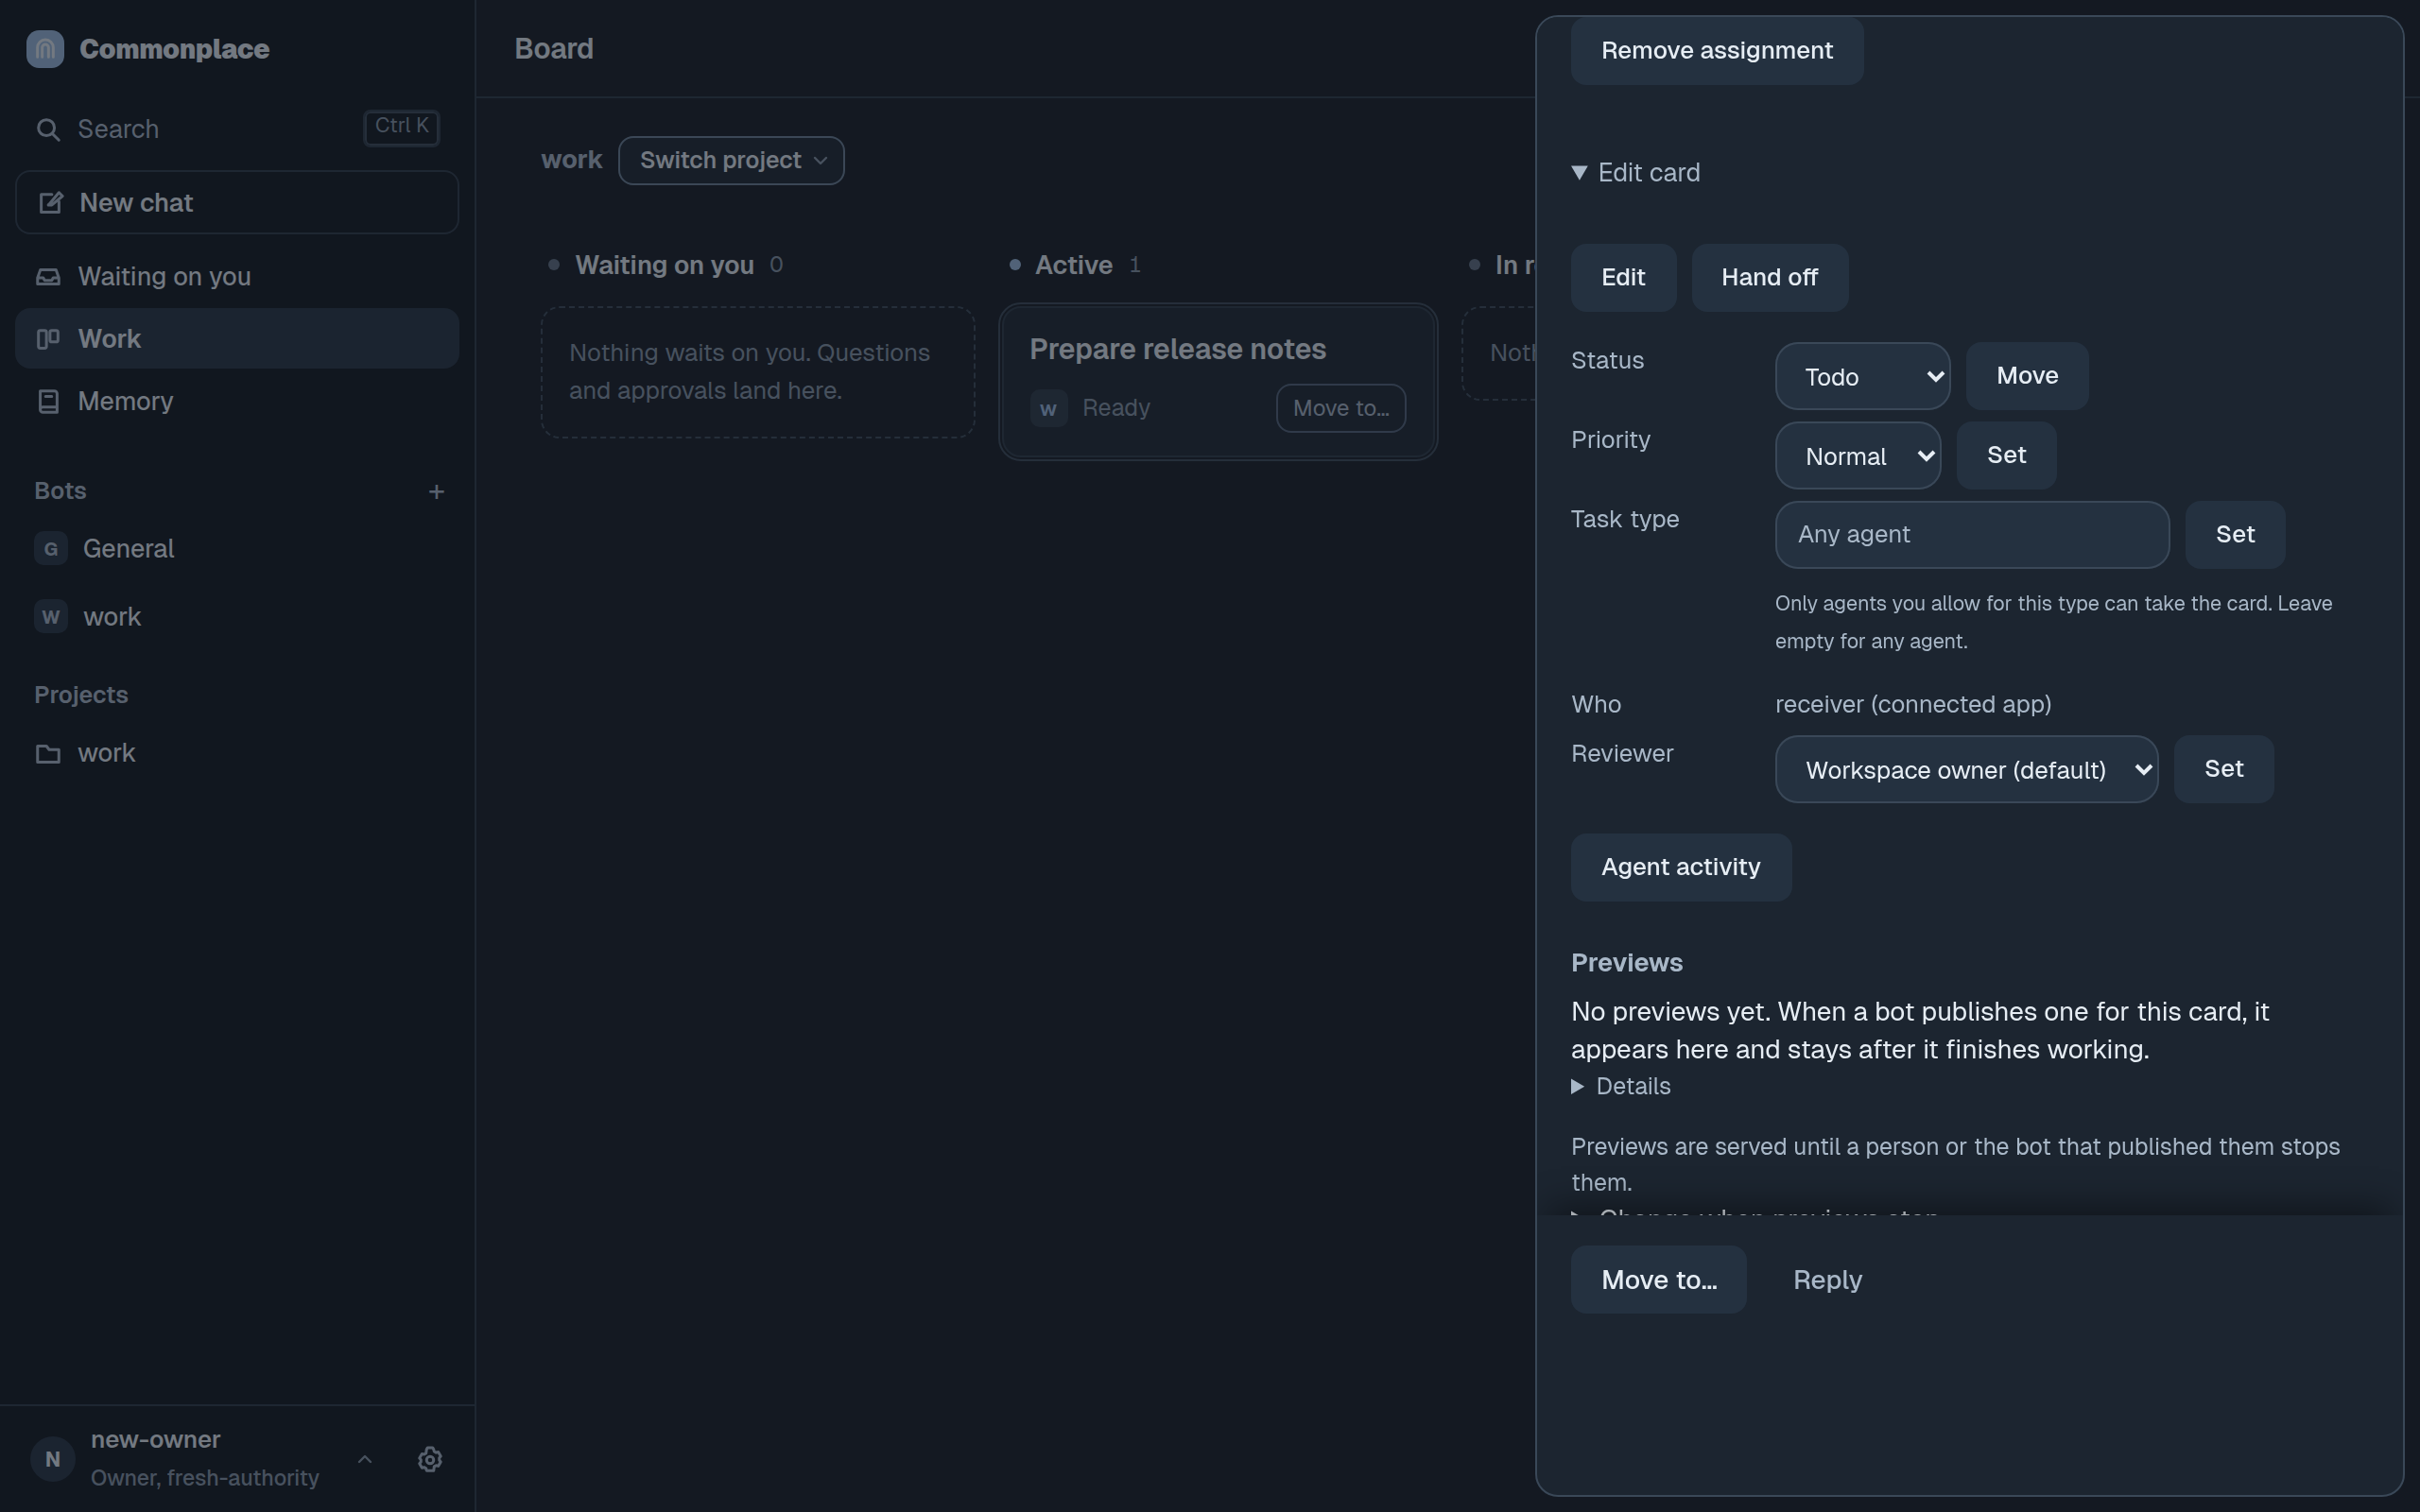 Commonplace
Search
Ctrl K
New chat
Waiting on you
Work
Memory
Bots
+
G General
W work
Projects
work
N
new-owner
Owner, fresh-authority
Board
work
Switch project
Waiting on you 0
Nothing waits on you. Questions
and approvals land here.
Active 1
Prepare release notes
w Ready
Move to...
In r
Noth
Remove assignment
Edit card
Edit
Hand off
Status
Todo
Move
Priority
Normal
Set
Task type
Any agent
Set
Only agents you allow for this type can take the card. Leave
empty for any agent.
Who
receiver (connected app)
Reviewer
Workspace owner (default)
Set
Agent activity
Previews
No previews yet. When a bot publishes one for this card, it
appears here and stays after it finishes working.
Details
Previews are served until a person or the bot that published them stops
them.
Change when previews stop
Move to...
Reply